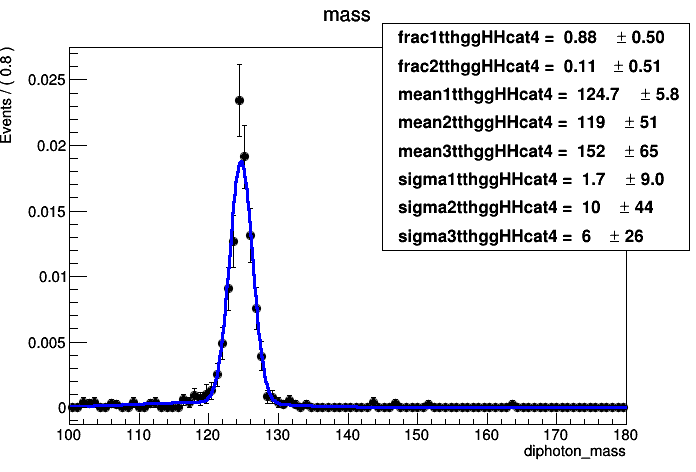 mass
frac1tthggHHcat4 = 0.88 ± 0.50
frac2tthggHHcat4 = 0.11 ± 0.51
mean1tthggHHcat4 = 124.7 ± 5.8
mean2tthggHHcat4 = 119 ± 51
mean3tthggHHcat4 = 152 ± 65
sigma1tthggHHcat4 = 1.7 ± 9.0
sigma2tthggHHcat4 = 10 ± 44
sigma3tthggHHcat4 = 6 ± 26
Events / ( 0.8 )
0.025
0.02
0.015
0.01
0.005
0
100 110 120 130 140 150 160 170 180
diphoton_mass